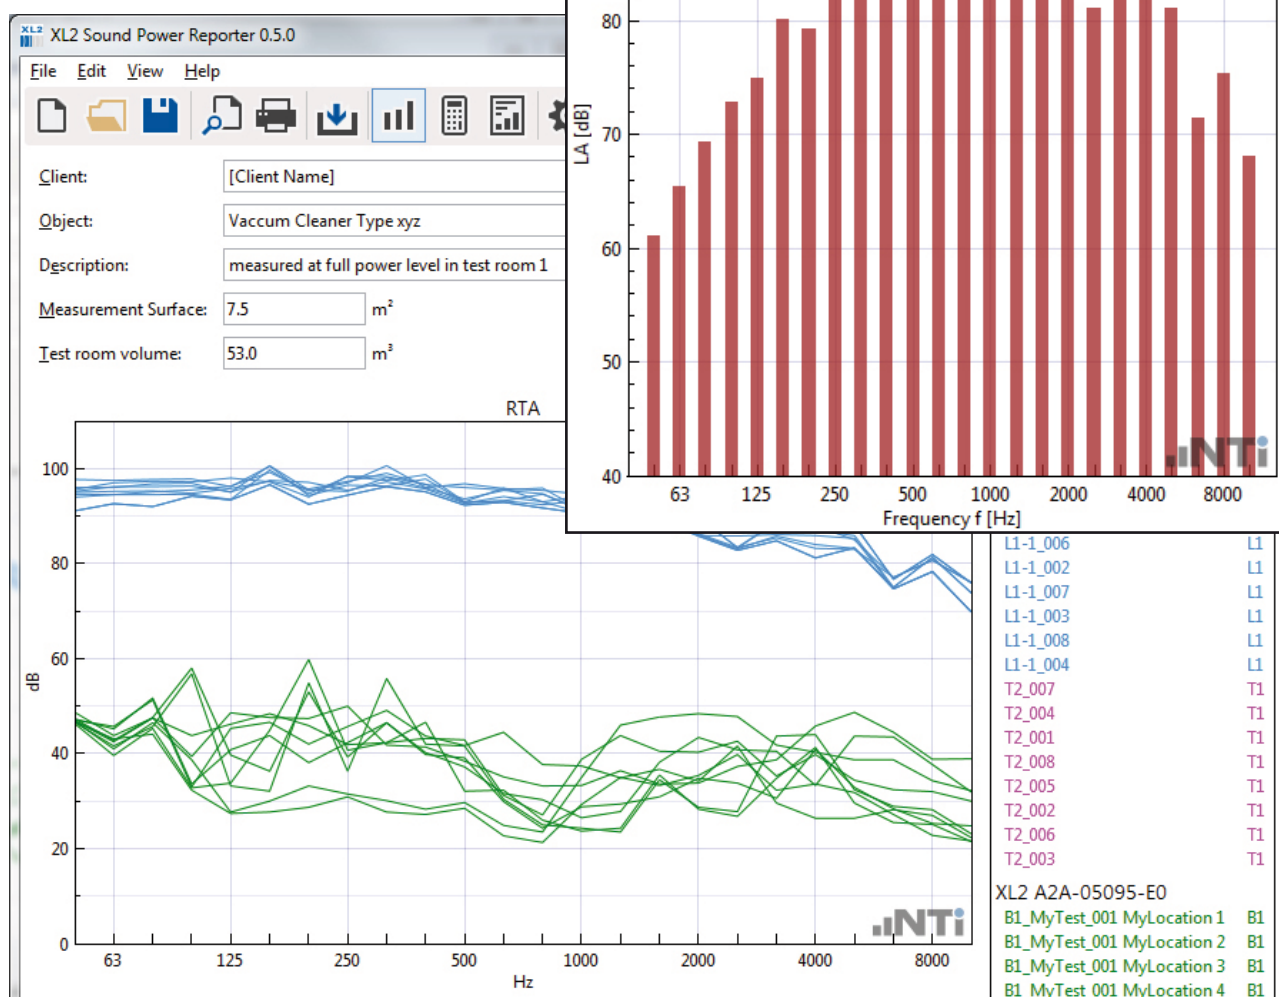 XL2 Sound Power Reporter 0.5.0
File Edit View Help
Client: [Client Name]
Object: Vaccum Cleaner Type xyz
Description: measured at full power level in test room 1
Measurement Surface: 7.5 m²
Test room volume: 53.0 m³
80
70
60
50
40
LA [dB]
63 125 250 500 1000 2000 4000 8000
Frequency f [Hz]
NTi
RTA
100
80
60
40
20
0
dB
63 125 250 500 1000 2000 4000 8000
Hz
NTi
L1-1_006 L1
L1-1_002 L1
L1-1_007 L1
L1-1_003 L1
L1-1_008 L1
L1-1_004 L1
T2_007 T1
T2_004 T1
T2_001 T1
T2_008 T1
T2_005 T1
T2_002 T1
T2_006 T1
T2_003 T1
XL2 A2A-05095-E0
B1_MyTest_001 MyLocation 1 B1
B1_MyTest_001 MyLocation 2 B1
B1_MyTest_001 MyLocation 3 B1
B1_MyTest_001 MyLocation 4 B1